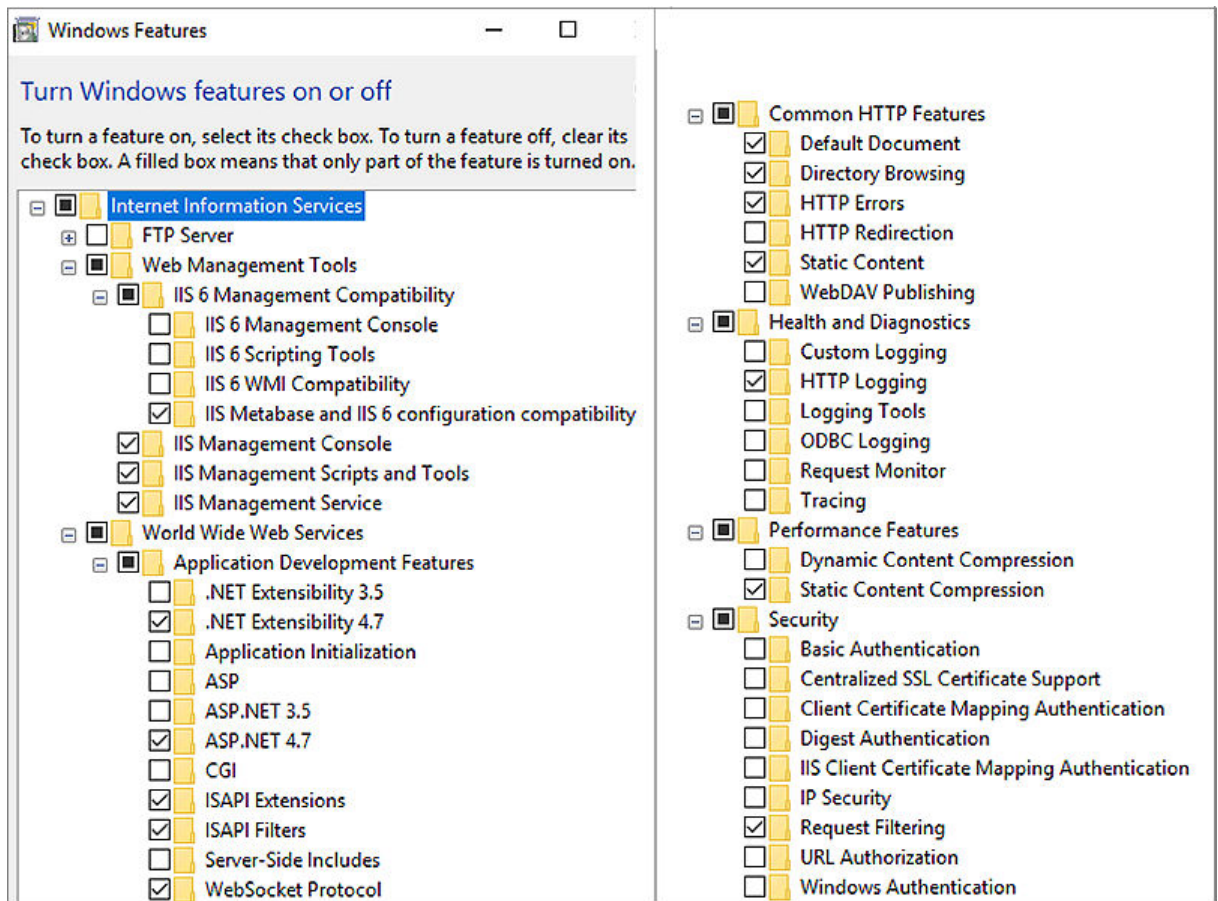 Windows Features
Turn Windows features on or off
To turn a feature on, select its check box. To turn a feature off, clear its
check box. A filled box means that only part of the feature is turned on.
Internet Information Services
FTP Server
Web Management Tools
IIS 6 Management Compatibility
IIS 6 Management Console
IIS 6 Scripting Tools
IIS 6 WMI Compatibility
IIS Metabase and IIS 6 configuration compatibility
IIS Management Console
IIS Management Scripts and Tools
IIS Management Service
World Wide Web Services
Application Development Features
.NET Extensibility 3.5
.NET Extensibility 4.7
Application Initialization
ASP
ASP.NET 3.5
ASP.NET 4.7
CGI
ISAPI Extensions
ISAPI Filters
Server-Side Includes
WebSocket Protocol
Common HTTP Features
Default Document
Directory Browsing
HTTP Errors
HTTP Redirection
Static Content
WebDAV Publishing
Health and Diagnostics
Custom Logging
HTTP Logging
Logging Tools
ODBC Logging
Request Monitor
Tracing
Performance Features
Dynamic Content Compression
Static Content Compression
Security
Basic Authentication
Centralized SSL Certificate Support
Client Certificate Mapping Authentication
Digest Authentication
IIS Client Certificate Mapping Authentication
IP Security
Request Filtering
URL Authorization
Windows Authentication